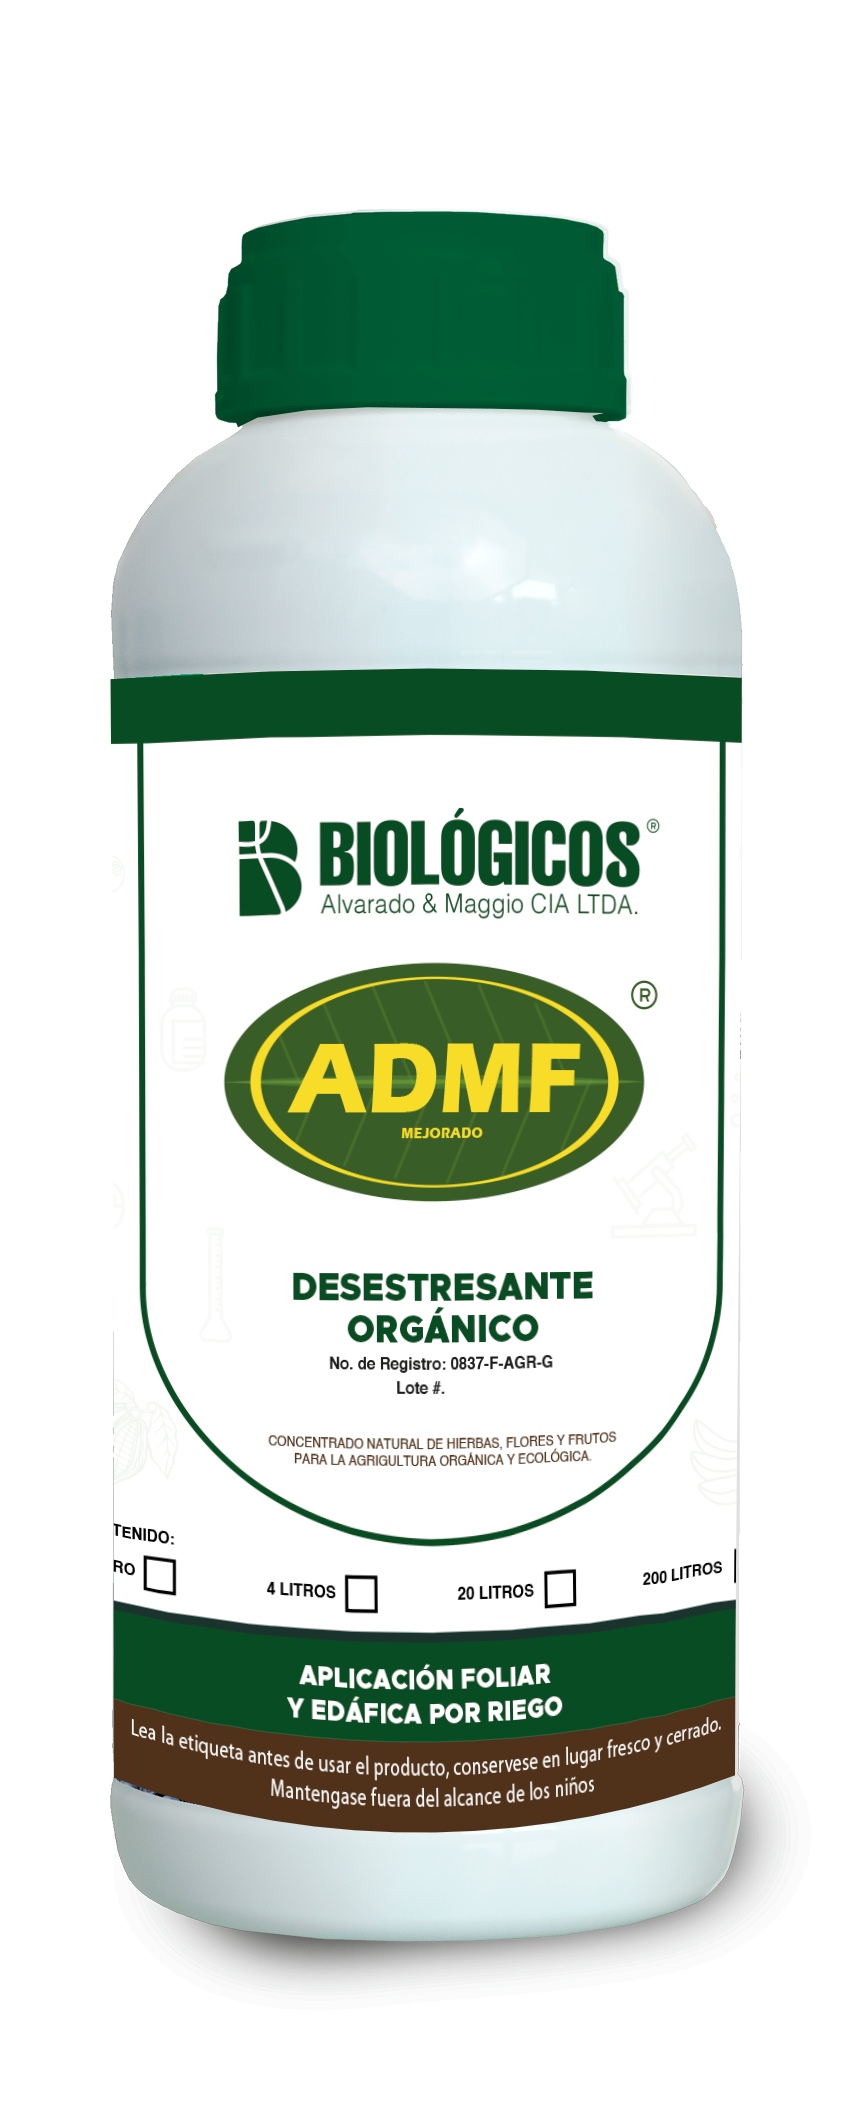 BIOLÓGICOS®
Alvarado & Maggio CIA LTDA.
®
ADMF
MEJORADO
DESESTRESANTE
ORGÁNICO
No. de Registro: 0837-F-AGR-G
Lote #.
CONCENTRADO NATURAL DE HIERBAS, FLORES Y FRUTOS
PARA LA AGRIGULTURA ORGÁNICA Y ECOLÓGICA.
TENIDO:
RO 4 LITROS 20 LITROS 200 LITROS
APLICACIÓN FOLIAR
Y EDÁFICA POR RIEGO
Lea la etiqueta antes de usar el producto, conservese en lugar fresco y cerrado.
Mantengase fuera del alcance de los niños